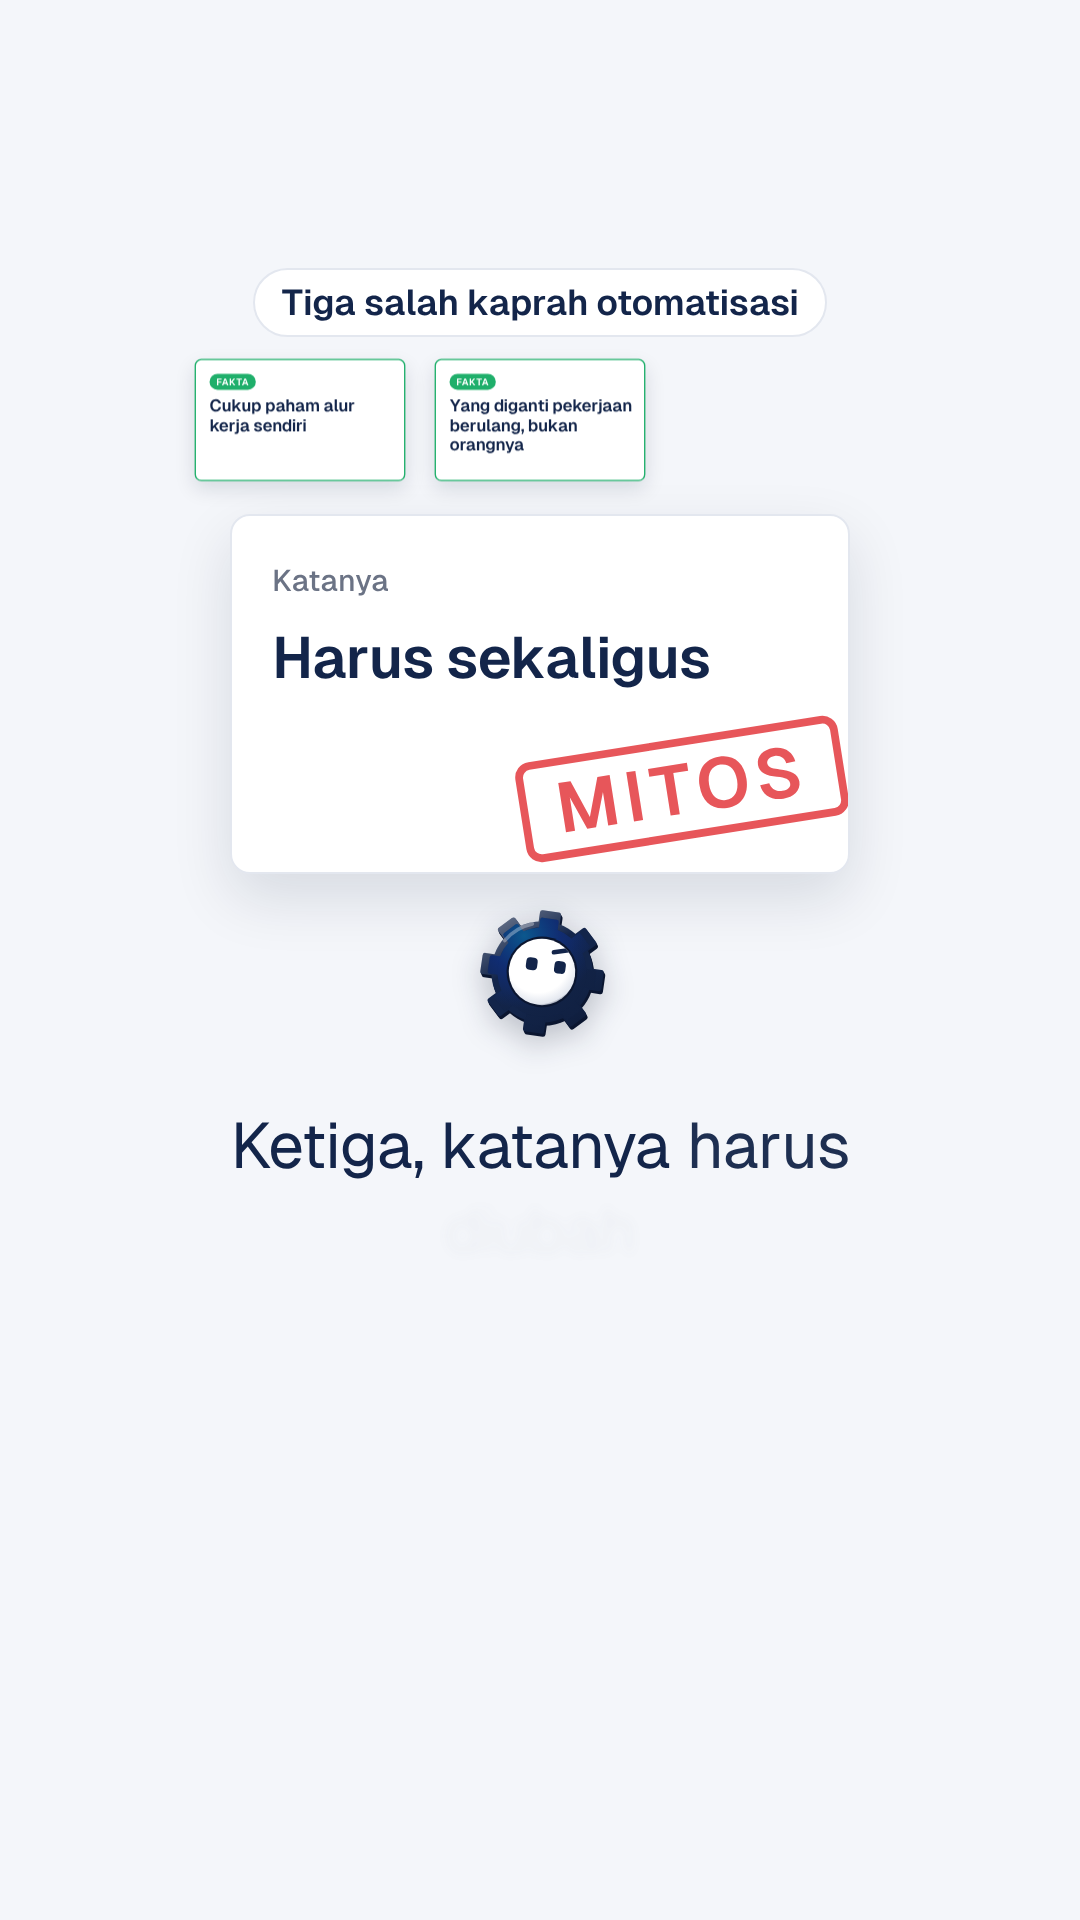 Tiga salah kaprah otomatisasi
FAKTA
Cukup paham alur
kerja sendiri
FAKTA
Yang diganti pekerjaan
berulang, bukan
orangnya
Katanya
Harus sekaligus
MITOS
Ketiga, katanya harus